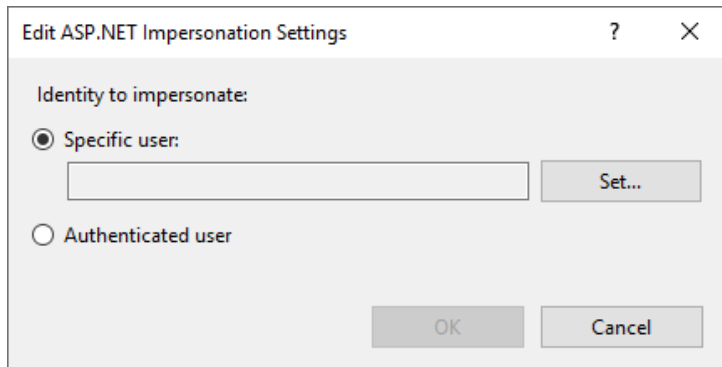 Edit ASP.NET Impersonation Settings ?
Identity to impersonate:
Specific user:
Set...
Authenticated user
OK Cancel